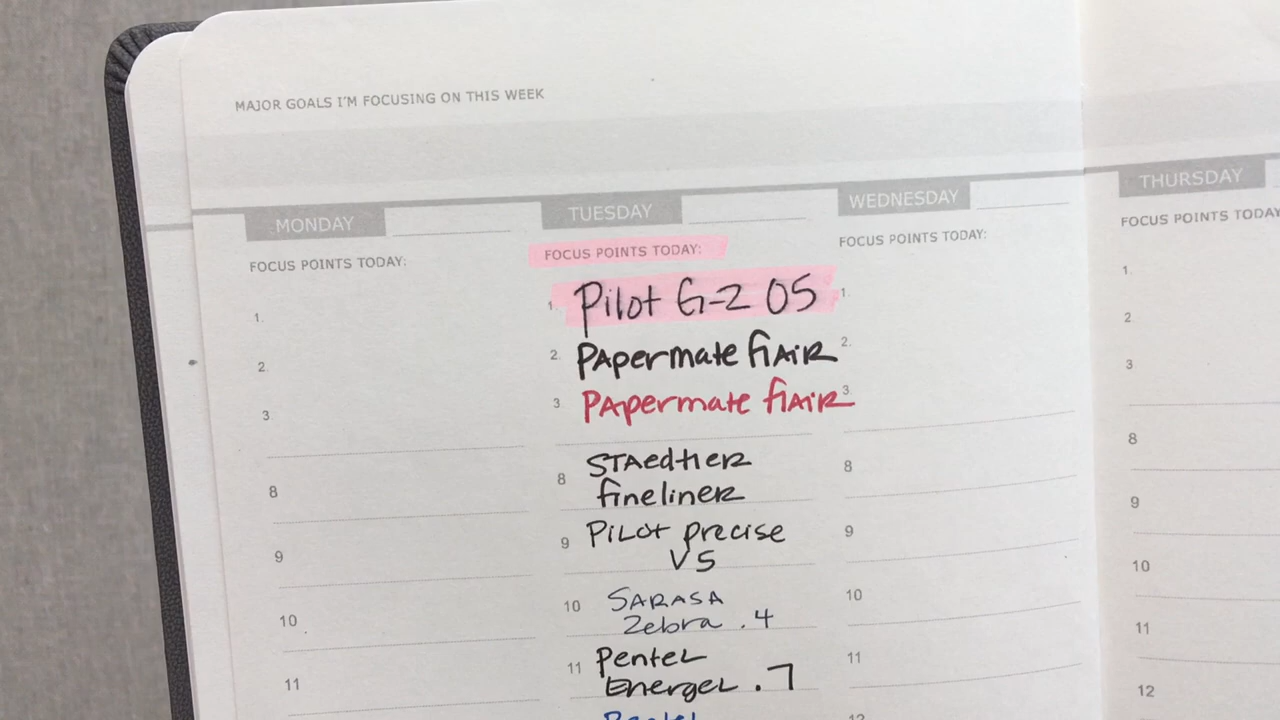 MAJOR GOALS I'M FOCUSING ON THIS WEEK
MONDAY
FOCUS POINTS TODAY:
1.
2.
3
8
9
10
11
TUESDAY
FOCUS POINTS TODAY:
1. Pilot G-2 05
2. PApermate flAiR
3 PApermate flAiR
8 STAedtler
fineliner
9 PiLot precise
V5
10 SARASA
Zebra .4
11 PenteL
EnergeL .7
Pentel
WEDNESDAY
FOCUS POINTS TODAY:
1.
2.
3.
8
9
10
11
12
THURSDAY
FOCUS POINTS TODAY
1.
2.
3
8
9
10
11
12